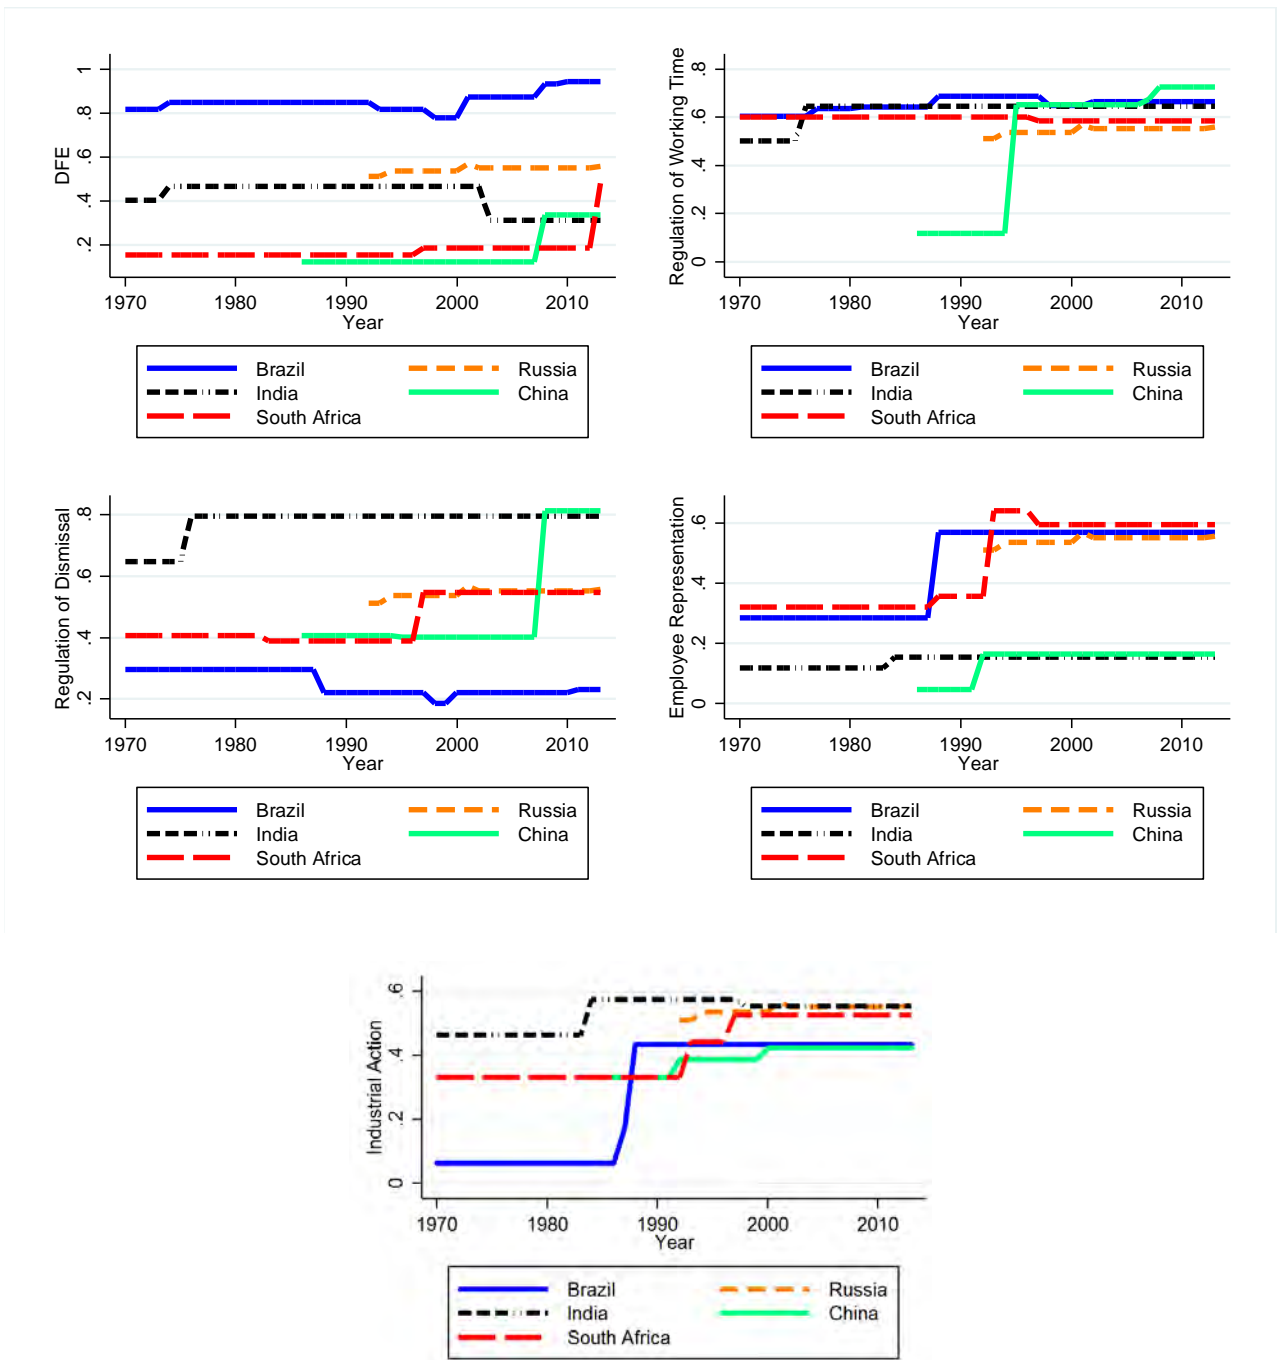 DFE
1
.8
.6
.4
.2
1970 1980 1990 2000 2010
Year
Brazil Russia
India China
South Africa
Regulation of Working Time
.8
.6
.4
.2
0
1970 1980 1990 2000 2010
Year
Brazil Russia
India China
South Africa
Regulation of Dismissal
.8
.6
.4
.2
1970 1980 1990 2000 2010
Year
Brazil Russia
India China
South Africa
Employee Representation
.6
.4
.2
0
1970 1980 1990 2000 2010
Year
Brazil Russia
India China
South Africa
Industrial Action
.6
.4
.2
0
1970 1980 1990 2000 2010
Year
Brazil Russia
India China
South Africa